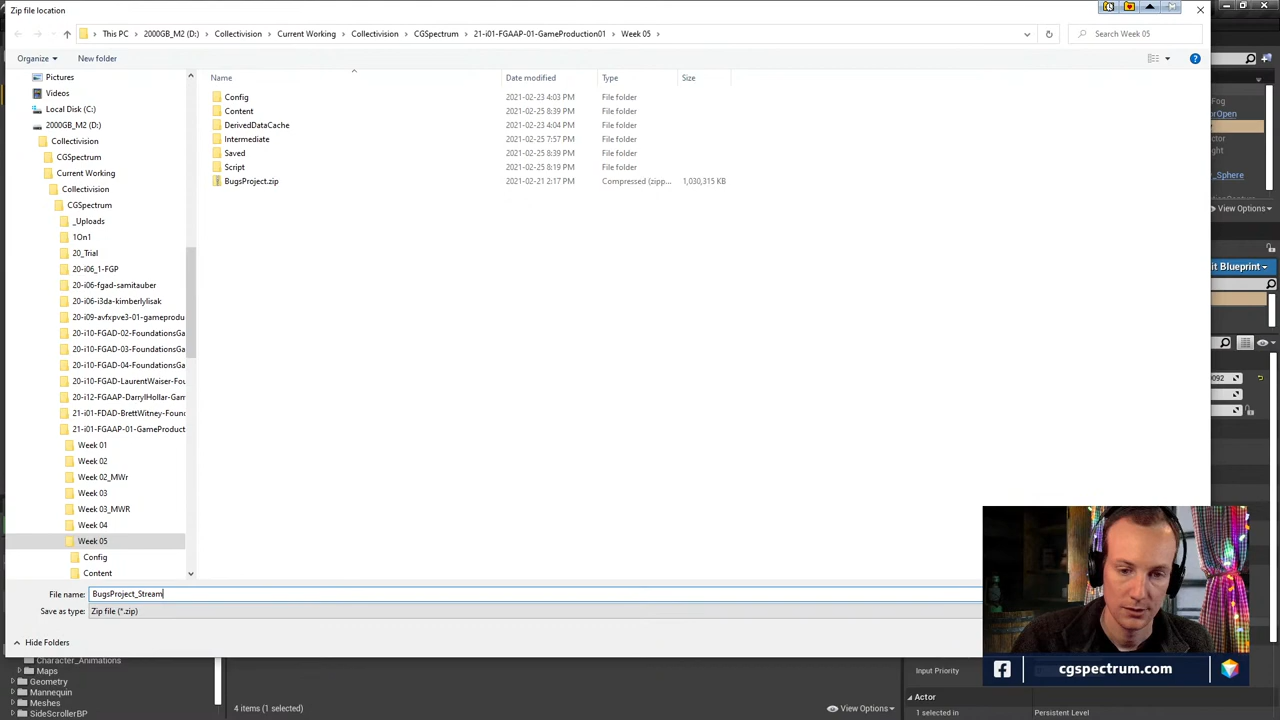 Zip file location
This PC > 2000GB_M2 (D:) > Collectivision > Current Working > Collectivision > CGSpectrum > 21-i01-FGAAP-01-GameProduction01 > Week 05 >
Search Week 05
Organize
New folder
Pictures
Videos
Local Disk (C:)
2000GB_M2 (D:)
Collectivision
CGSpectrum
Current Working
Collectivision
CGSpectrum
_Uploads
1On1
20_Trial
20-i06_1-FGP
20-i06-fgad-samitauber
20-i06-i3da-kimberlylisak
20-i09-avfxpve3-01-gameprodu
20-i10-FGAD-02-FoundationsGa
20-i10-FGAD-03-FoundationsGa
20-i10-FGAD-04-FoundationsGa
20-i10-FGAD-LaurentWaiser-Fou
20-i12-FGAAP-DarrylHollar-Gam
21-i01-FDAD-BrettWitney-Found
21-i01-FGAAP-01-GameProduct
Week 01
Week 02
Week 02_MWr
Week 03
Week 03_MWR
Week 04
Week 05
Config
Content
Name Date modified Type Size
Config 2021-02-23 4:03 PM File folder
Content 2021-02-25 8:39 PM File folder
DerivedDataCache 2021-02-23 4:04 PM File folder
Intermediate 2021-02-25 7:57 PM File folder
Saved 2021-02-25 8:39 PM File folder
Script 2021-02-25 8:19 PM File folder
BugsProject.zip 2021-02-21 2:17 PM Compressed (zipp... 1,030,315 KB
File name: BugsProject_Stream
Save as type: Zip file (*.zip)
Hide Folders
Fog
rOpen
ctor
ght
_Sphere
View Options
it Blueprint
0092
Character_Animations
Maps
Geometry
Mannequin
Meshes
SideScrollerBP
4 items (1 selected)
View Options
Input Priority
Actor
1 selected in
Persistent Level
cgspectrum.com